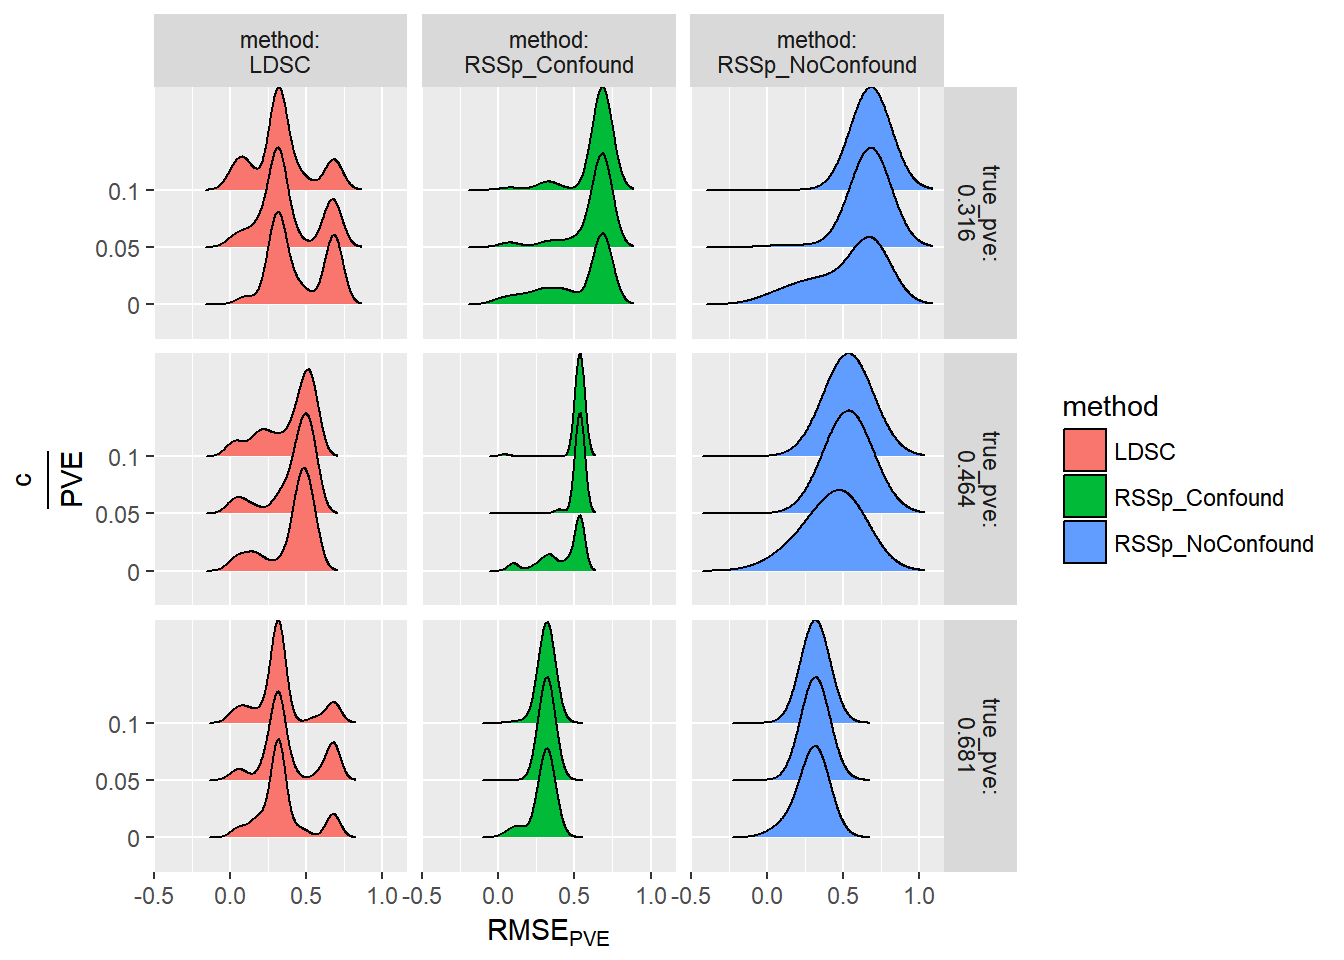 method:
LDSC
method:
RSSp_Confound
method:
RSSp_NoConfound
0.1
0.05
0
true_pve:
0.316
0.1
0.05
0
true_pve:
0.464
0.1
0.05
0
true_pve:
0.681
c
PVE
-0.5 0.0 0.5 1.0 -0.5 0.0 0.5 1.0 -0.5 0.0 0.5 1.0
RMSE_PVE
method
LDSC
RSSp_Confound
RSSp_NoConfound